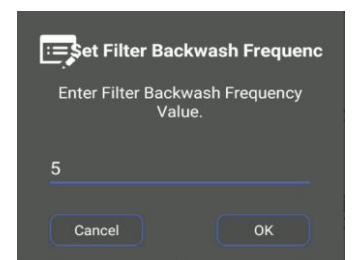 Set Filter Backwash Frequenc
Enter Filter Backwash Frequency
Value.
5
Cancel OK